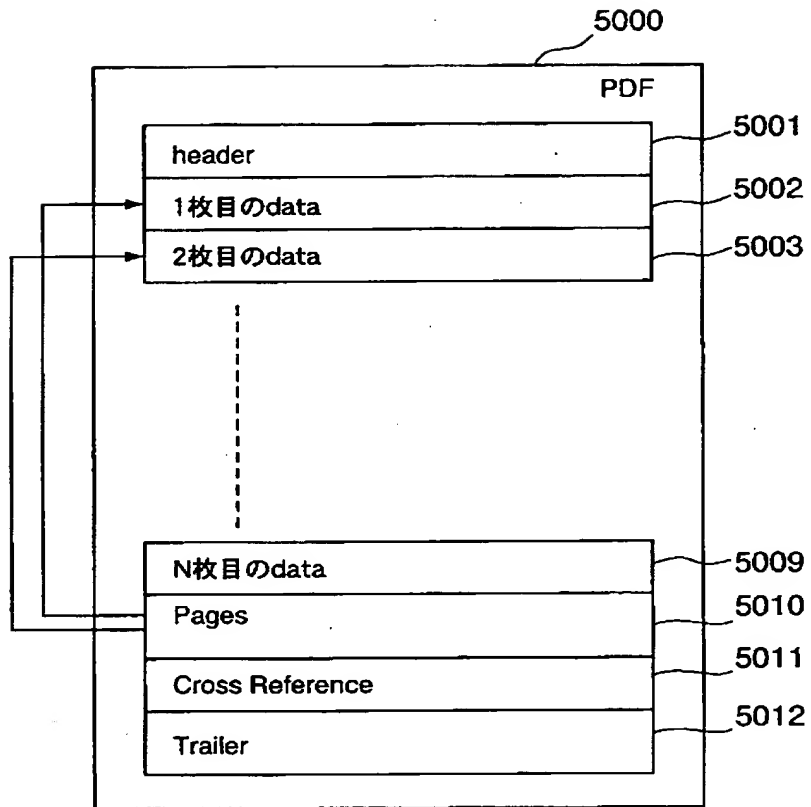 5000
PDF
header
5001
1枚目のdata
5002
2枚目のdata
5003
N枚目のdata
5009
Pages
5010
Cross Reference
5011
Trailer
5012